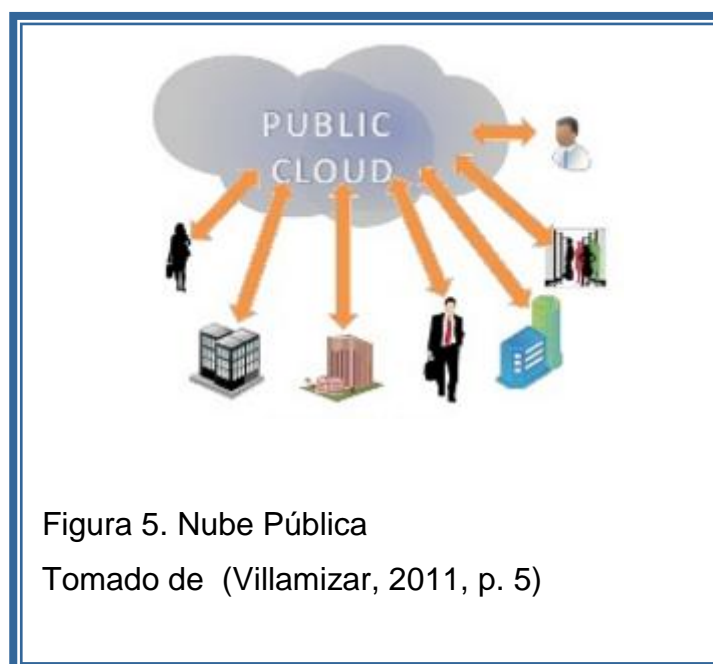 PUBLIC
CLOUD
Figura 5. Nube Pública
Tomado de  (Villamizar, 2011, p. 5)